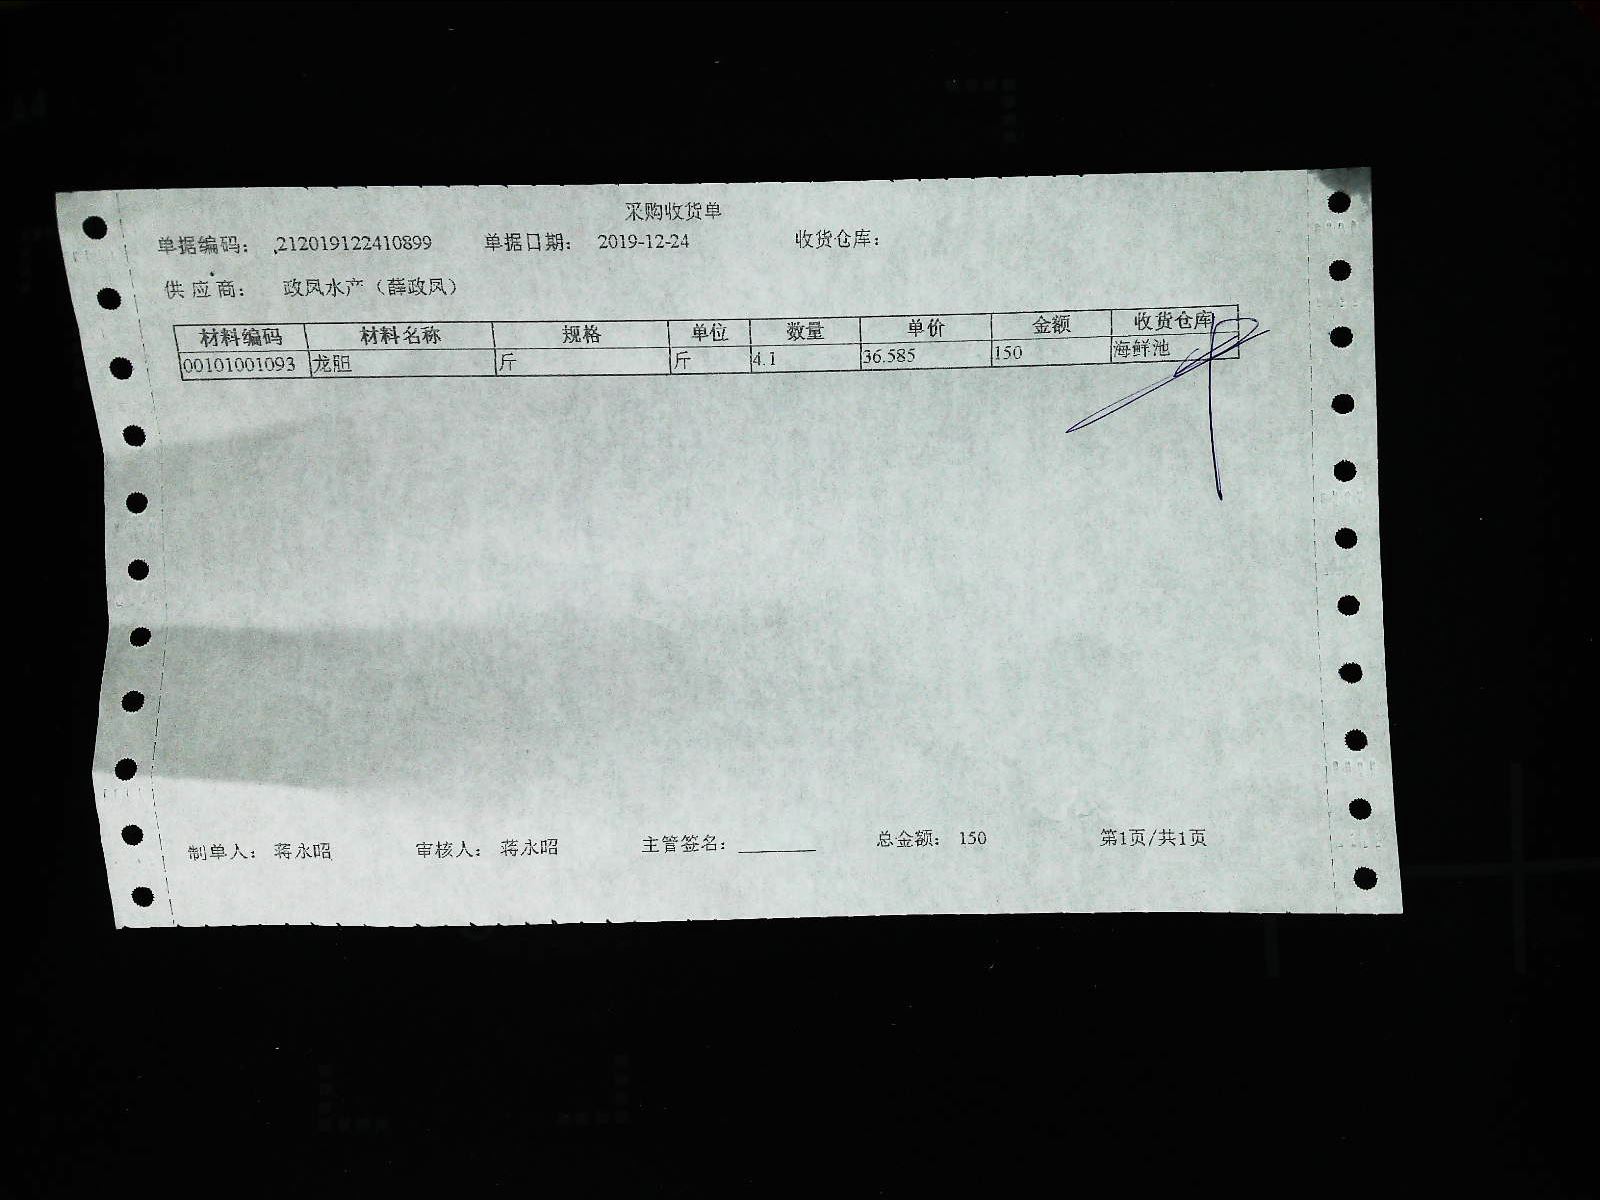 采购收货单
单据编码： 212019122410899 单据日期： 2019-12-24 收货仓库：
供应商： 政凤水产（薛政凤）
材料编码 材料名称 规格 单位 数量 单价 金额 收货仓库
00101001093 龙胆 斤 斤 4.1 36.585 150 海鲜池
制单人： 蒋永昭 审核人： 蒋永昭 主管签名：________ 总金额： 150 第1页/共1页